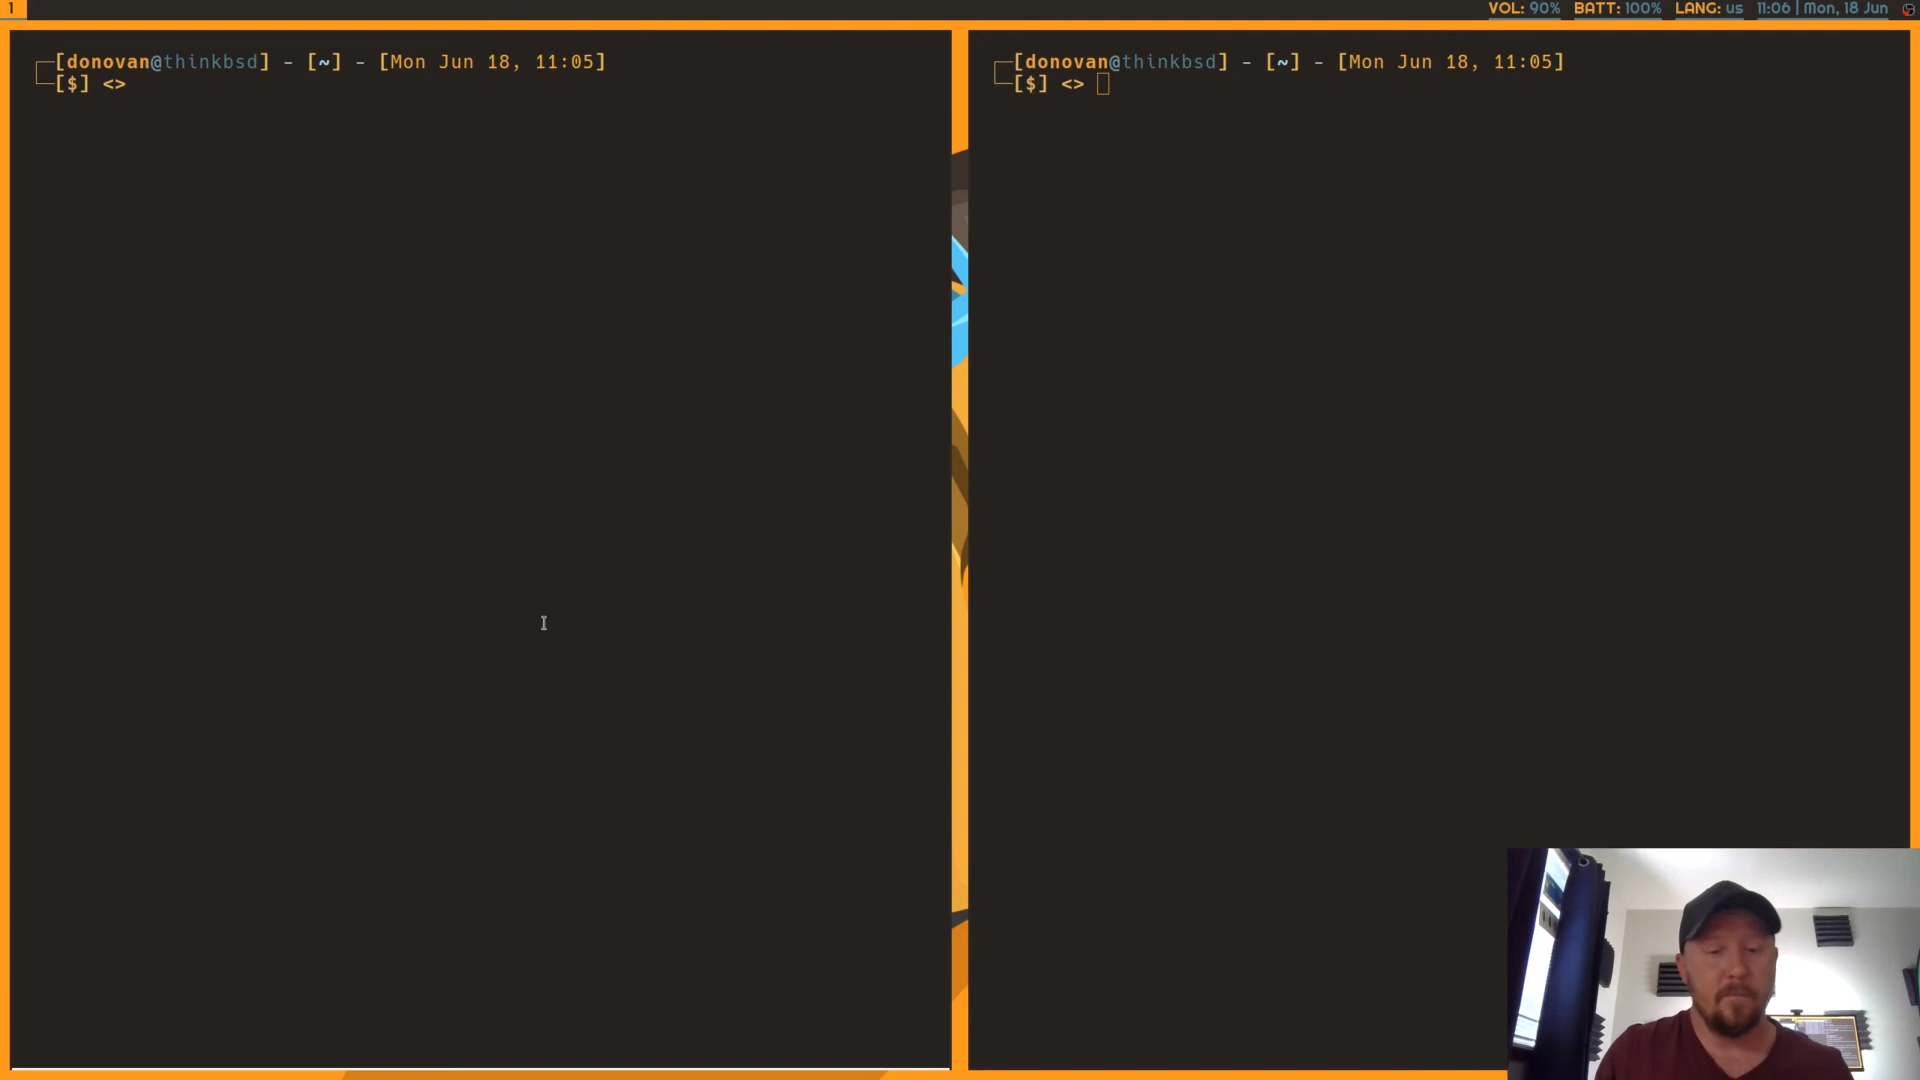 1
VOL: 90% BATT: 100% LANG: us 11:06 | Mon, 18 Jun
[donovan@thinkbsd] - [~] - [Mon Jun 18, 11:05]
[$] <>
[donovan@thinkbsd] - [~] - [Mon Jun 18, 11:05]
[$] <>